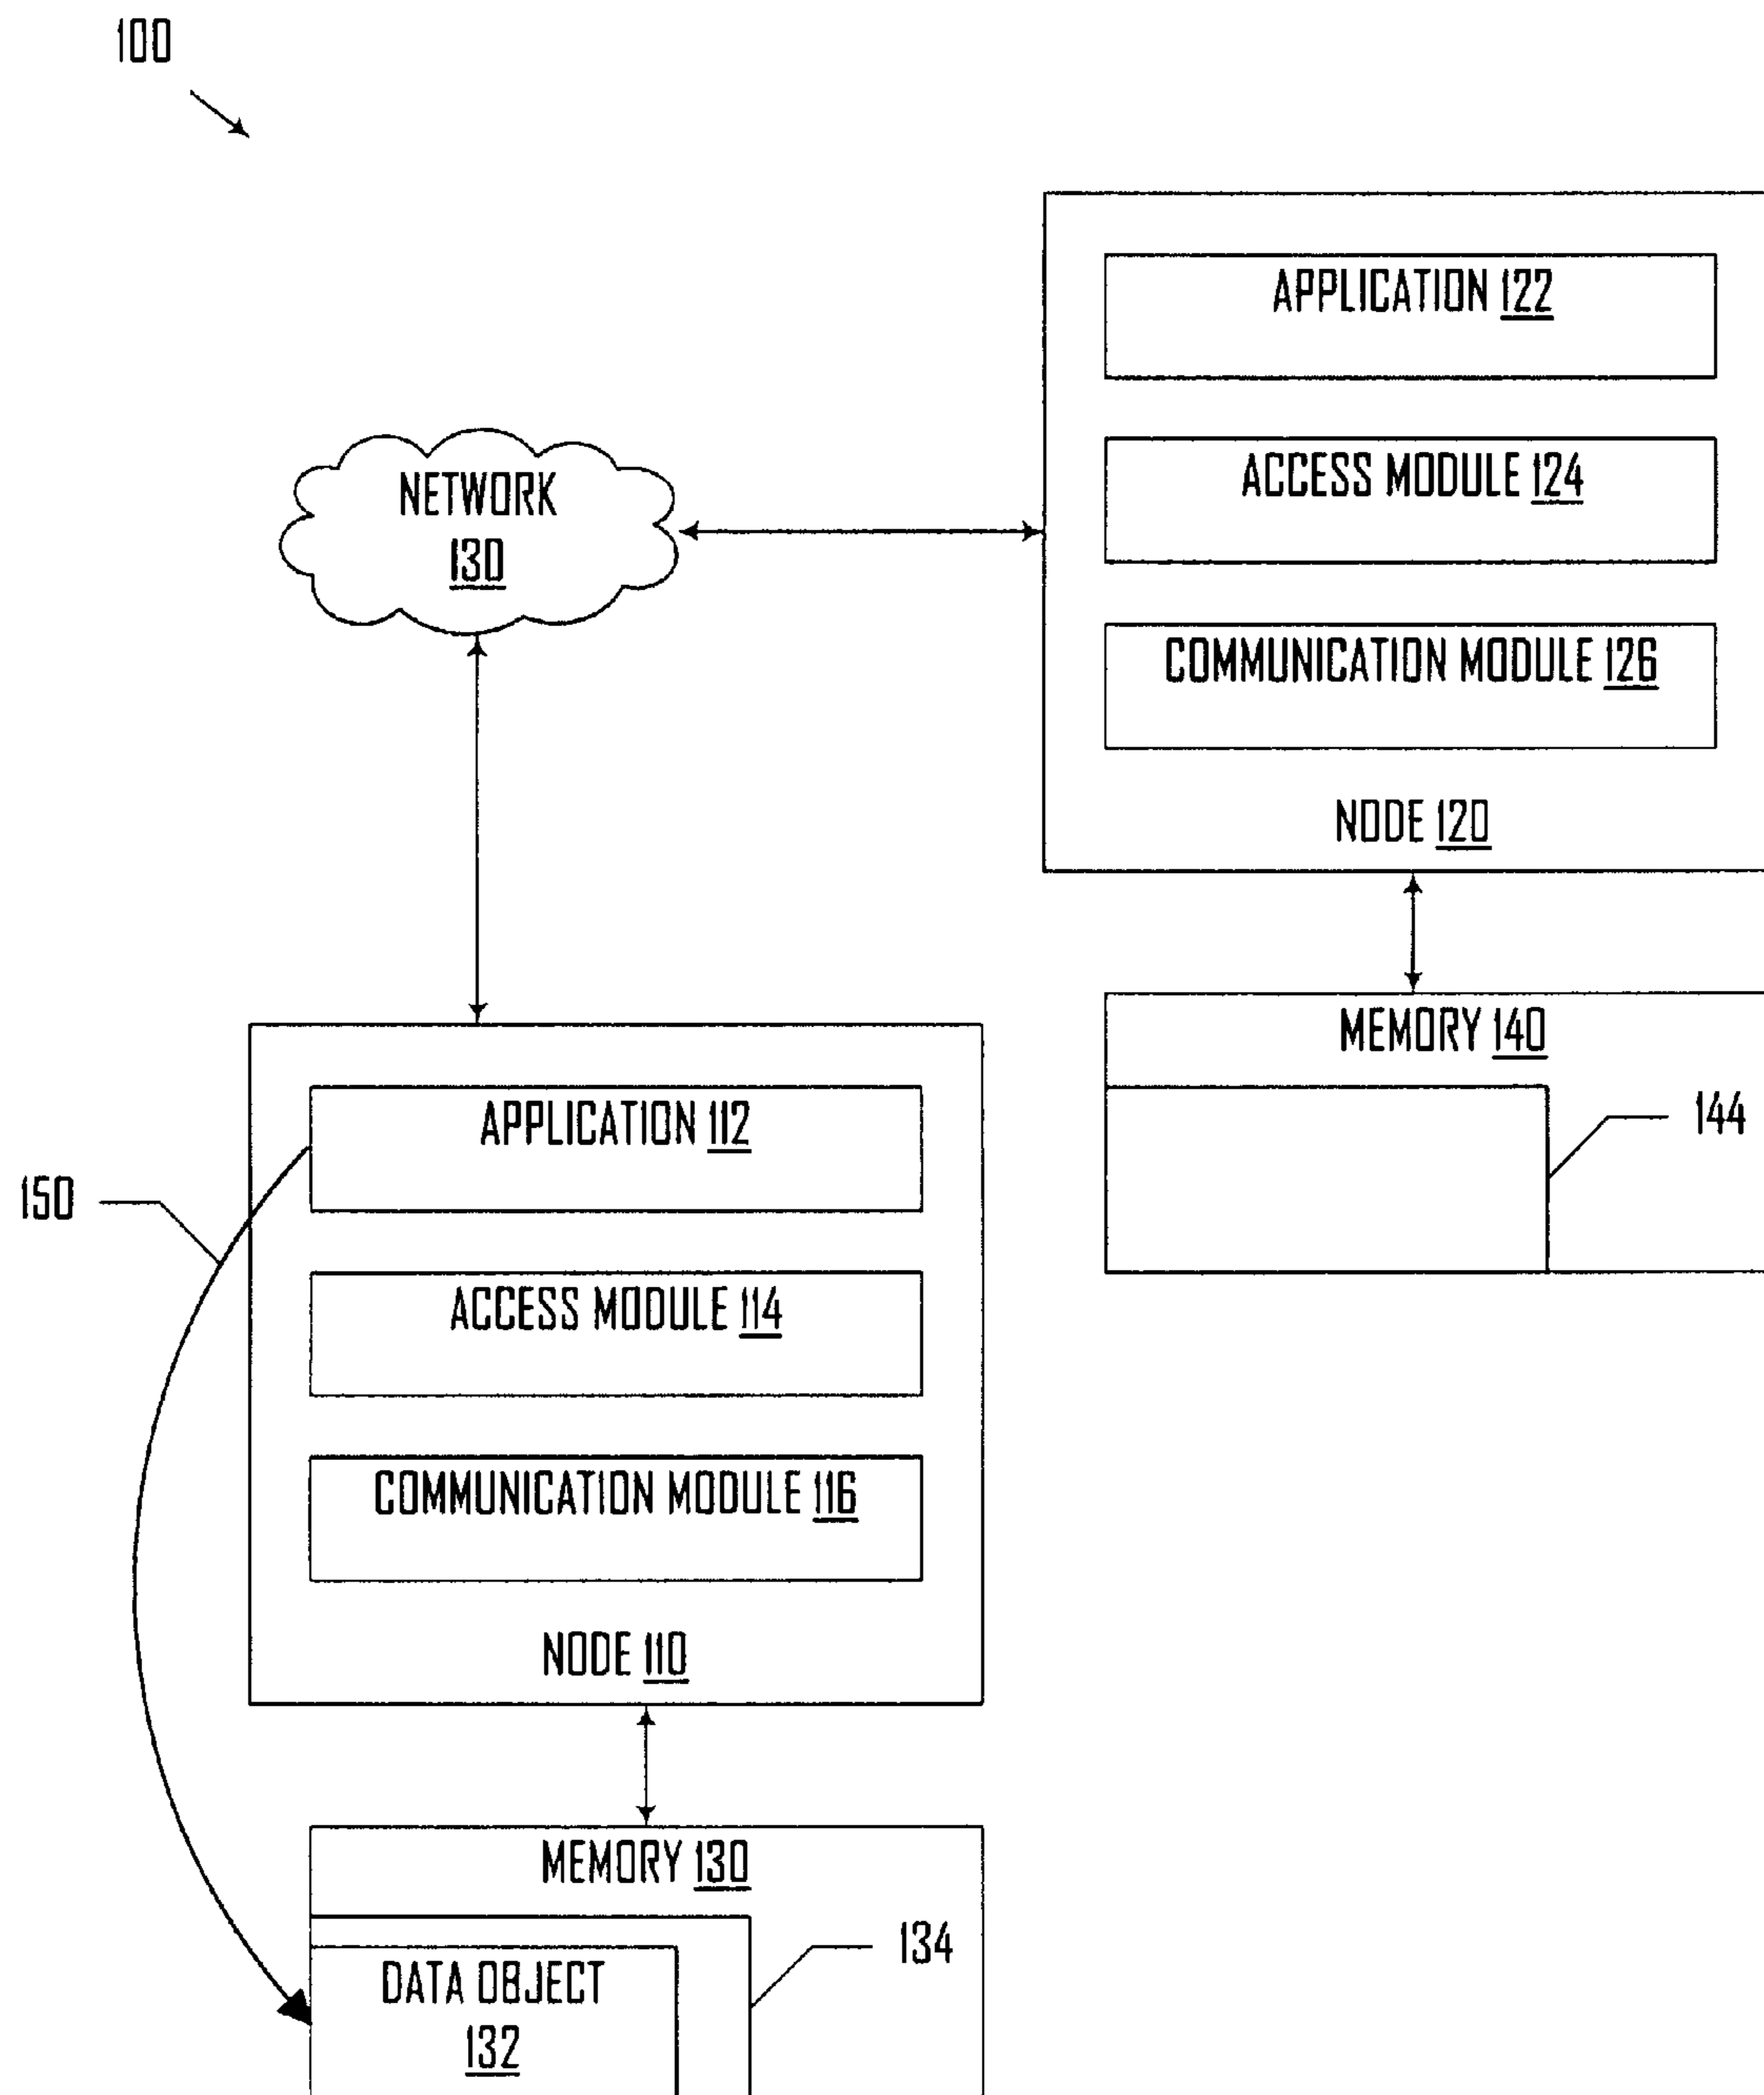 100
APPLICATION 122
ACCESS MODULE 124
NETWORK
130
COMMUNICATION MODULE 126
NODE 120
MEMORY 140
144
APPLICATION 112
150
ACCESS MODULE 114
COMMUNICATION MODULE 116
NODE 110
MEMORY 130
134
DATA OBJECT
132